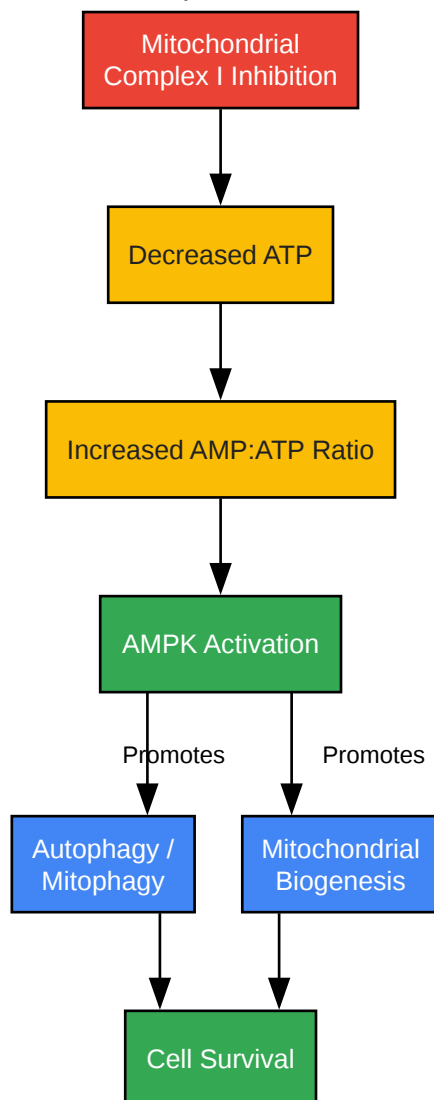 Mitochondrial
Complex I Inhibition
Decreased ATP
Increased AMP:ATP Ratio
AMPK Activation
Promotes
Promotes
Autophagy /
Mitophagy
Mitochondrial
Biogenesis
Cell Survival